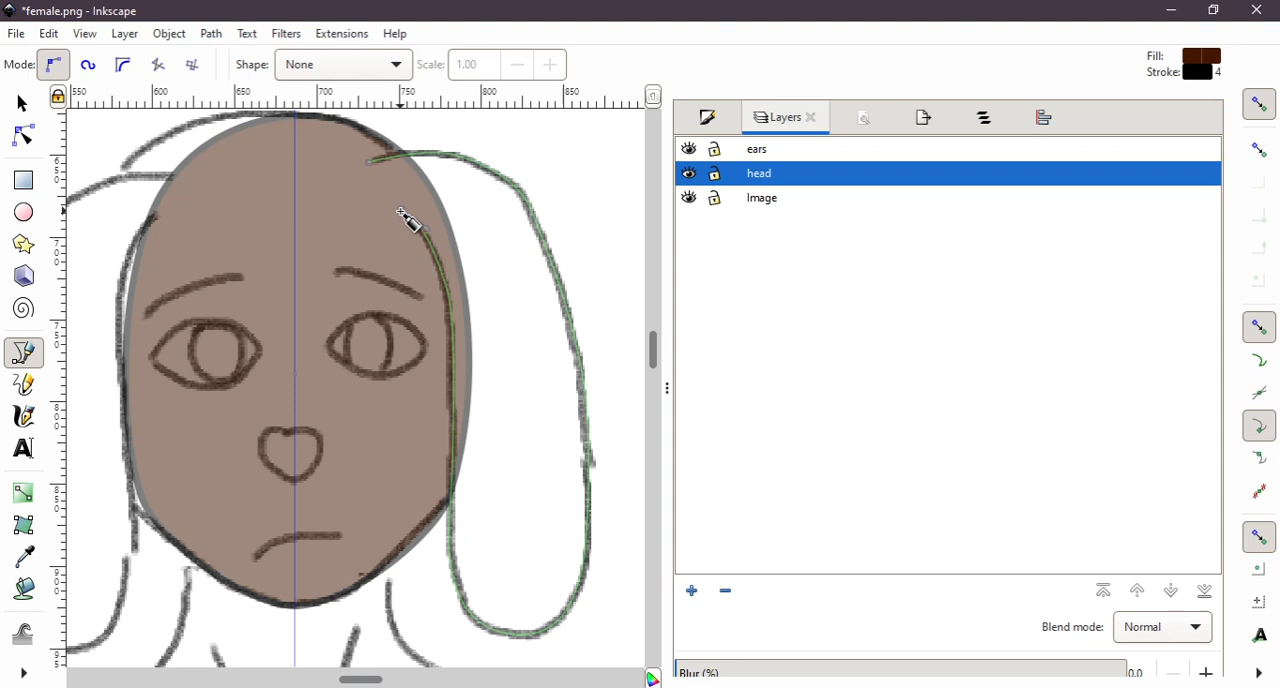 *female.png - Inkscape
File Edit View Layer Object Path Text Filters Extensions Help
Mode: Shape: None Scale: 1.00 Fill: Stroke: 4
550 600 650 700 750 800 850
Layers
ears
head
Image
Blend mode: Normal
Blur (%) 0.0